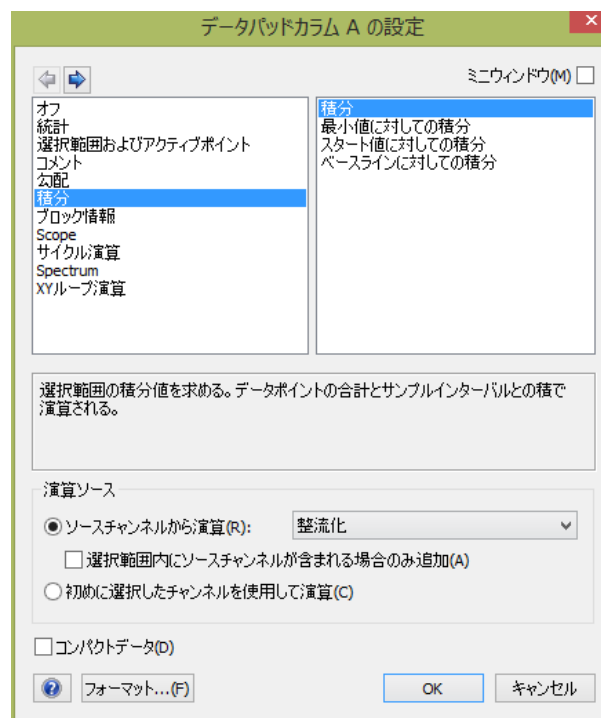 データパッドカラム A の設定
ミニウィンドウ(M)
オフ
統計
選択範囲およびアクティブポイント
コメント
勾配
積分
ブロック情報
Scope
サイクル演算
Spectrum
XYループ演算
積分
最小値に対しての積分
スタート値に対しての積分
ベースラインに対しての積分
選択範囲の積分値を求める。データポイントの合計とサンプルインターバルとの積で
演算される。
演算ソース
ソースチャンネルから演算(R):
整流化
選択範囲内にソースチャンネルが含まれる場合のみ追加(A)
初めに選択したチャンネルを使用して演算(C)
コンパクトデータ(D)
フォーマット...(F)
OK
キャンセル